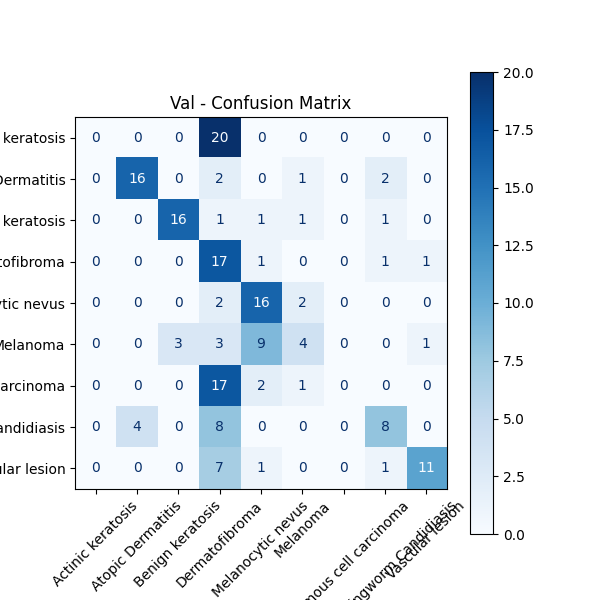 Val - Confusion Matrix
keratosis 0 0 0 20 0 0 0 0 0
Dermatitis 0 16 0 2 0 1 0 2 0
keratosis 0 0 16 1 1 1 0 1 0
tofibroma 0 0 0 17 1 0 0 1 1
tic nevus 0 0 0 2 16 2 0 0 0
Melanoma 0 0 3 3 9 4 0 0 1
arcinoma 0 0 0 17 2 1 0 0 0
andidiasis 0 4 0 8 0 0 0 8 0
lar lesion 0 0 0 7 1 0 0 1 11
Actinic keratosis
Atopic Dermatitis
Benign keratosis
Dermatofibroma
Melanocytic nevus
Melanoma
mous cell carcinoma
ngworm Candidiasis
Vascular lesion
20.0
17.5
15.0
12.5
10.0
7.5
5.0
2.5
0.0